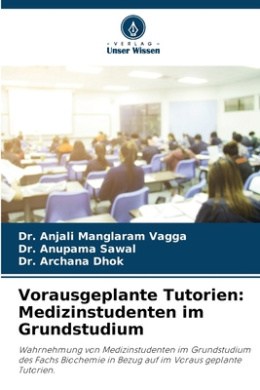 VERLAG
Unser Wissen
Dr. Anjali Manglaram Vagga
Dr. Anupama Sawal
Dr. Archana Dhok
Vorausgeplante Tutorien:
Medizinstudenten im
Grundstudium
Wahrnehmung von Medizinstudenten im Grundstudium
des Fachs Biochemie in Bezug auf im Voraus geplante
Tutorien.